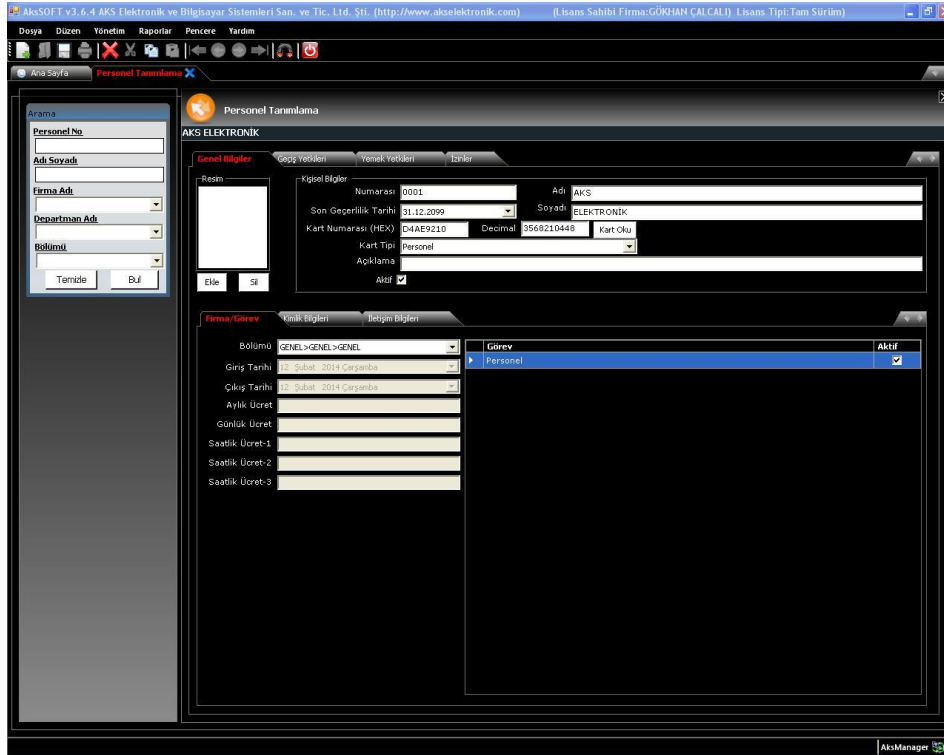 AksSOFT v3.6.4 AKS Elektronik ve Bilgisayar Sistemleri San. ve Tic. Ltd. Şti. (http://www.akselektronik.com) (Lisans Sahibi Firma:GÖKHAN ÇALCALI) Lisans Tipi:Tam Sürüm)
Dosya Düzen Yönetim Raporlar Pencere Yardım
Ana Sayfa Personel Tanımlama
Personel Tanımlama
AKS ELEKTRONİK
Arama
Personel No
Adı Soyadı
Firma Adı
Departman Adı
Bölümü
Temizle Bul
Genel Bilgiler Geçiş Yetkileri Yemek Yetkileri İzinler
Resim
Ekle Sil
Kişisel Bilgiler
Numarası 0001 Adı AKS
Son Geçerlilik Tarihi 31.12.2099 Soyadı ELEKTRONİK
Kart Numarası (HEX) D4AE9210 Decimal 3568210448 Kart Oku
Kart Tipi Personel
Açıklama
Aktif
Firma/Görev Kimlik Bilgileri İletişim Bilgileri
Bölümü GENEL>GENEL>GENEL
Giriş Tarihi 12 Şubat 2014 Çarşamba
Çıkış Tarihi 12 Şubat 2014 Çarşamba
Aylık Ücret
Günlük Ücret
Saatlik Ücret-1
Saatlik Ücret-2
Saatlik Ücret-3
Görev Aktif
Personel
AksManager